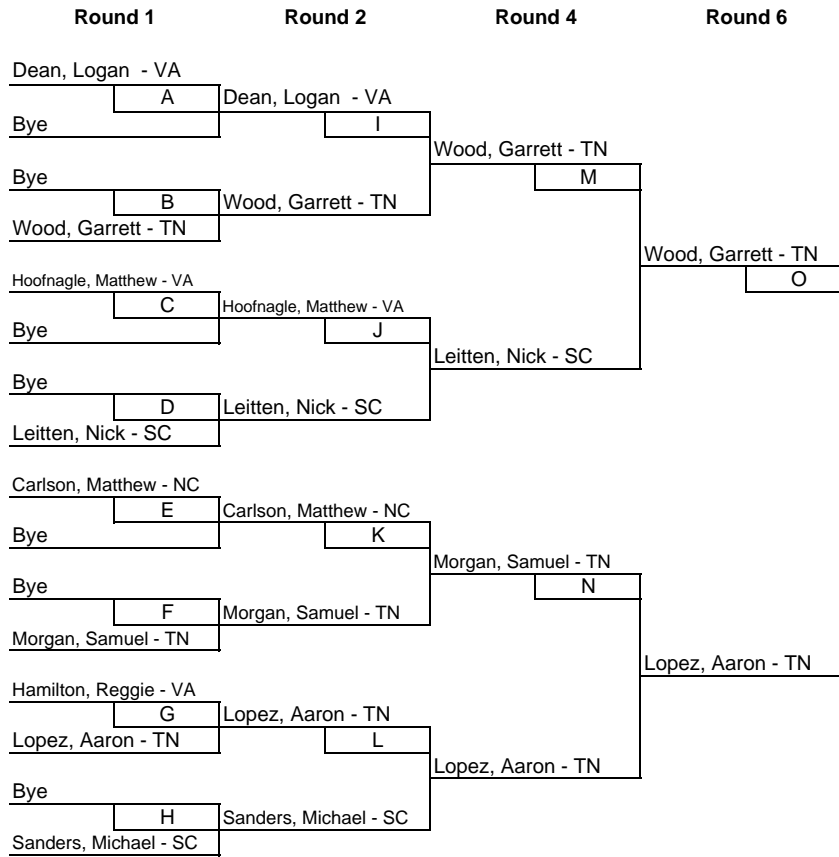 Round 1 Round 2 Round 4 Round 6
Dean, Logan - VA
A Dean, Logan - VA
Bye I
Wood, Garrett - TN
Bye M
B Wood, Garrett - TN
Wood, Garrett - TN
Wood, Garrett - TN
Hoofnagle, Matthew - VA O
C Hoofnagle, Matthew - VA
Bye J
Leitten, Nick - SC
Bye
D Leitten, Nick - SC
Leitten, Nick - SC
Carlson, Matthew - NC
E Carlson, Matthew - NC
Bye K
Morgan, Samuel - TN
Bye N
F Morgan, Samuel - TN
Morgan, Samuel - TN
Lopez, Aaron - TN
Hamilton, Reggie - VA
G Lopez, Aaron - TN
Lopez, Aaron - TN L
Lopez, Aaron - TN
Bye
H Sanders, Michael - SC
Sanders, Michael - SC